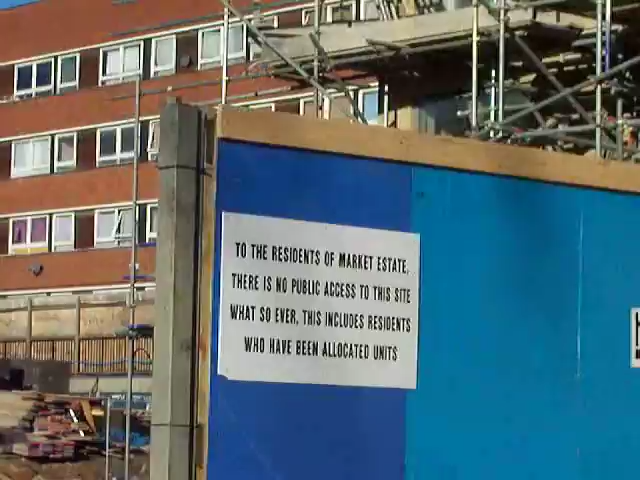 TO THE RESIDENTS OF MARKET ESTATE.
THERE IS NO PUBLIC ACCESS TO THIS SITE
WHAT SO EVER, THIS INCLUDES RESIDENTS
WHO HAVE BEEN ALLOCATED UNITS